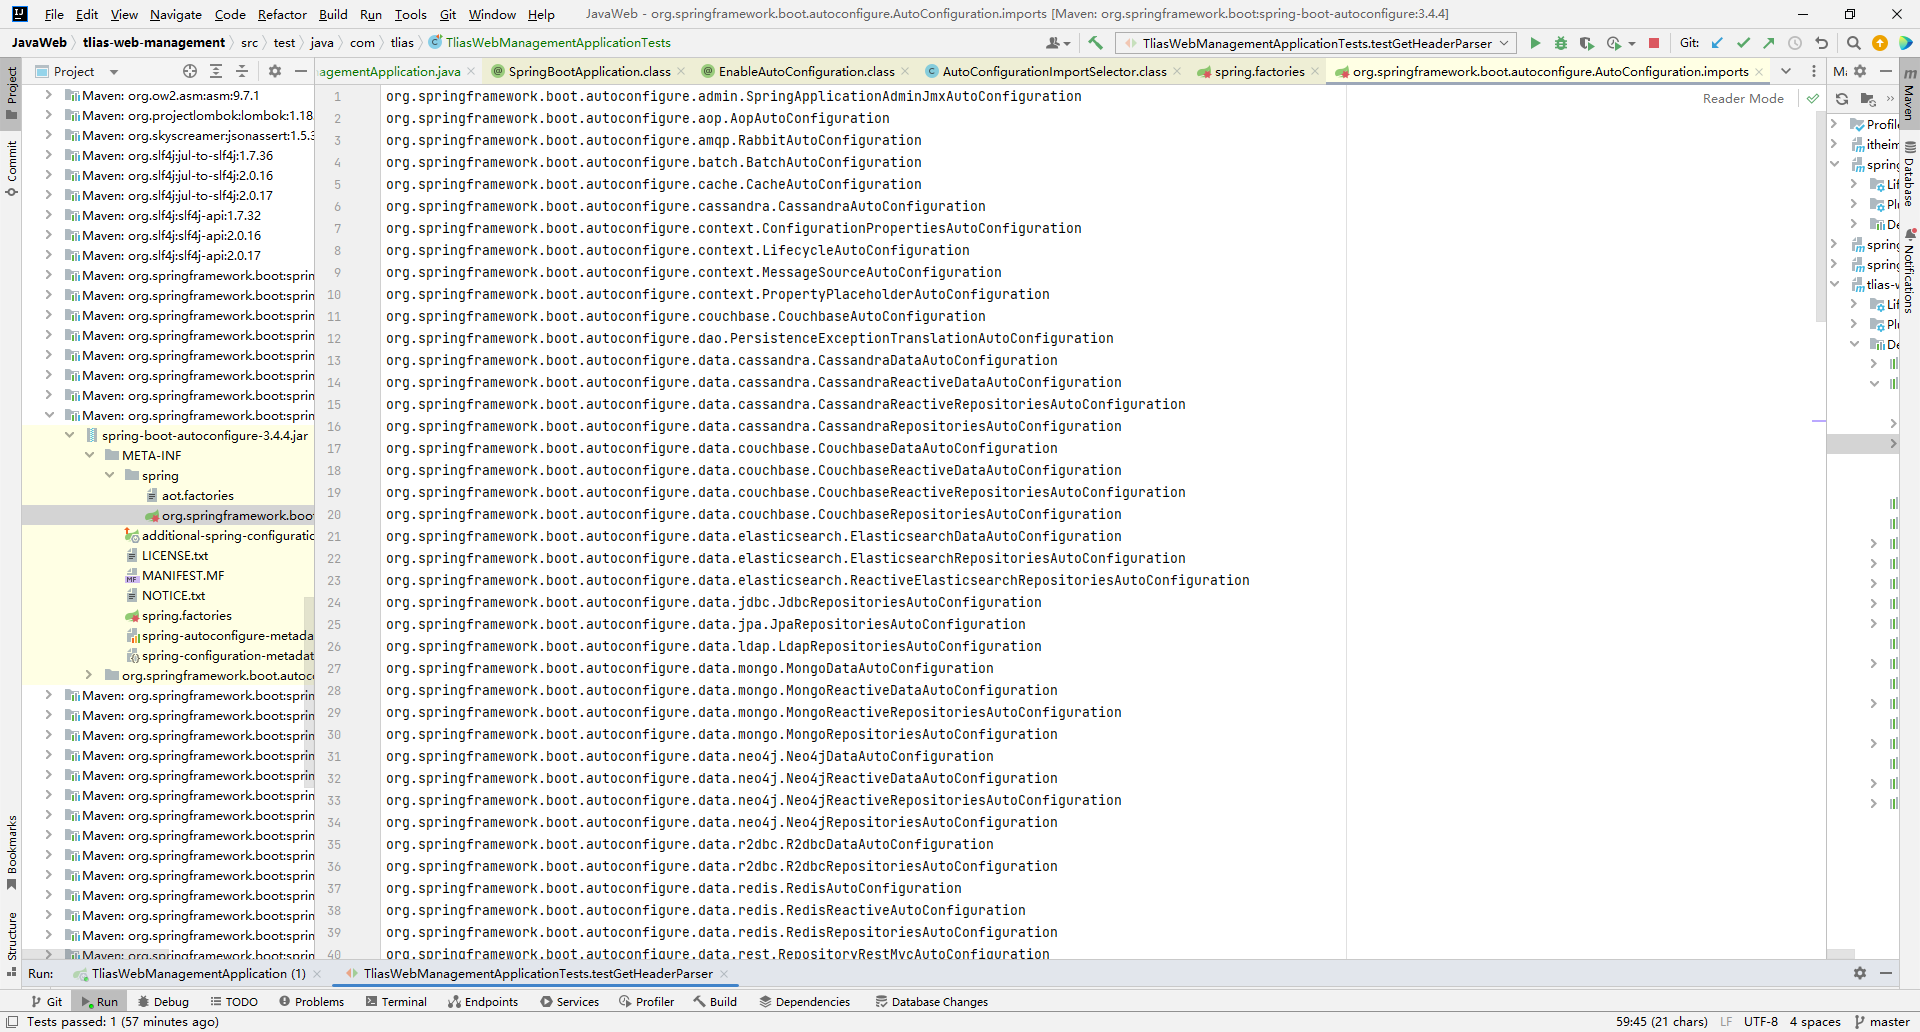 File Edit View Navigate Code Refactor Build Run Tools Git Window Help JavaWeb - org.springframework.boot.autoconfigure.AutoConfiguration.imports [Maven: org.springframework.boot:spring-boot-autoconfigure:3.4.4]
JavaWeb tlias-web-management src test java com tlias TliasWebManagementApplicationTests TliasWebManagementApplicationTests.testGetHeaderParser Git:
Project agementApplication.java SpringBootApplication.class EnableAutoConfiguration.class AutoConfigurationImportSelector.class spring.factories org.springframework.boot.autoconfigure.AutoConfiguration.imports
Reader Mode
Project
Commit
Bookmarks
Structure
Maven: org.ow2.asm:asm:9.7.1
Maven: org.projectlombok:lombok:1.18
Maven: org.skyscreamer:jsonassert:1.5.3
Maven: org.slf4j:jul-to-slf4j:1.7.36
Maven: org.slf4j:jul-to-slf4j:2.0.16
Maven: org.slf4j:jul-to-slf4j:2.0.17
Maven: org.slf4j:slf4j-api:1.7.32
Maven: org.slf4j:slf4j-api:2.0.16
Maven: org.slf4j:slf4j-api:2.0.17
Maven: org.springframework.boot:sprin
Maven: org.springframework.boot:sprin
Maven: org.springframework.boot:sprin
Maven: org.springframework.boot:sprin
Maven: org.springframework.boot:sprin
Maven: org.springframework.boot:sprin
Maven: org.springframework.boot:sprin
Maven: org.springframework.boot:sprin
spring-boot-autoconfigure-3.4.4.jar
META-INF
spring
aot.factories
org.springframework.boot
additional-spring-configuratio
LICENSE.txt
MANIFEST.MF
NOTICE.txt
spring.factories
spring-autoconfigure-metada
spring-configuration-metadat
org.springframework.boot.autoco
Maven: org.springframework.boot:sprin
Maven: org.springframework.boot:sprin
Maven: org.springframework.boot:sprin
Maven: org.springframework.boot:sprin
Maven: org.springframework.boot:sprin
Maven: org.springframework.boot:sprin
Maven: org.springframework.boot:sprin
Maven: org.springframework.boot:sprin
Maven: org.springframework.boot:sprin
Maven: org.springframework.boot:sprin
Maven: org.springframework.boot:sprin
Maven: org.springframework.boot:sprin
Maven: org.springframework.boot:sprin
Maven: org.springframework.boot:sprin
1 org.springframework.boot.autoconfigure.admin.SpringApplicationAdminJmxAutoConfiguration
2 org.springframework.boot.autoconfigure.aop.AopAutoConfiguration
3 org.springframework.boot.autoconfigure.amqp.RabbitAutoConfiguration
4 org.springframework.boot.autoconfigure.batch.BatchAutoConfiguration
5 org.springframework.boot.autoconfigure.cache.CacheAutoConfiguration
6 org.springframework.boot.autoconfigure.cassandra.CassandraAutoConfiguration
7 org.springframework.boot.autoconfigure.context.ConfigurationPropertiesAutoConfiguration
8 org.springframework.boot.autoconfigure.context.LifecycleAutoConfiguration
9 org.springframework.boot.autoconfigure.context.MessageSourceAutoConfiguration
10 org.springframework.boot.autoconfigure.context.PropertyPlaceholderAutoConfiguration
11 org.springframework.boot.autoconfigure.couchbase.CouchbaseAutoConfiguration
12 org.springframework.boot.autoconfigure.dao.PersistenceExceptionTranslationAutoConfiguration
13 org.springframework.boot.autoconfigure.data.cassandra.CassandraDataAutoConfiguration
14 org.springframework.boot.autoconfigure.data.cassandra.CassandraReactiveDataAutoConfiguration
15 org.springframework.boot.autoconfigure.data.cassandra.CassandraReactiveRepositoriesAutoConfiguration
16 org.springframework.boot.autoconfigure.data.cassandra.CassandraRepositoriesAutoConfiguration
17 org.springframework.boot.autoconfigure.data.couchbase.CouchbaseDataAutoConfiguration
18 org.springframework.boot.autoconfigure.data.couchbase.CouchbaseReactiveDataAutoConfiguration
19 org.springframework.boot.autoconfigure.data.couchbase.CouchbaseReactiveRepositoriesAutoConfiguration
20 org.springframework.boot.autoconfigure.data.couchbase.CouchbaseRepositoriesAutoConfiguration
21 org.springframework.boot.autoconfigure.data.elasticsearch.ElasticsearchDataAutoConfiguration
22 org.springframework.boot.autoconfigure.data.elasticsearch.ElasticsearchRepositoriesAutoConfiguration
23 org.springframework.boot.autoconfigure.data.elasticsearch.ReactiveElasticsearchRepositoriesAutoConfiguration
24 org.springframework.boot.autoconfigure.data.jdbc.JdbcRepositoriesAutoConfiguration
25 org.springframework.boot.autoconfigure.data.jpa.JpaRepositoriesAutoConfiguration
26 org.springframework.boot.autoconfigure.data.ldap.LdapRepositoriesAutoConfiguration
27 org.springframework.boot.autoconfigure.data.mongo.MongoDataAutoConfiguration
28 org.springframework.boot.autoconfigure.data.mongo.MongoReactiveDataAutoConfiguration
29 org.springframework.boot.autoconfigure.data.mongo.MongoReactiveRepositoriesAutoConfiguration
30 org.springframework.boot.autoconfigure.data.mongo.MongoRepositoriesAutoConfiguration
31 org.springframework.boot.autoconfigure.data.neo4j.Neo4jDataAutoConfiguration
32 org.springframework.boot.autoconfigure.data.neo4j.Neo4jReactiveDataAutoConfiguration
33 org.springframework.boot.autoconfigure.data.neo4j.Neo4jReactiveRepositoriesAutoConfiguration
34 org.springframework.boot.autoconfigure.data.neo4j.Neo4jRepositoriesAutoConfiguration
35 org.springframework.boot.autoconfigure.data.r2dbc.R2dbcDataAutoConfiguration
36 org.springframework.boot.autoconfigure.data.r2dbc.R2dbcRepositoriesAutoConfiguration
37 org.springframework.boot.autoconfigure.data.redis.RedisAutoConfiguration
38 org.springframework.boot.autoconfigure.data.redis.RedisReactiveAutoConfiguration
39 org.springframework.boot.autoconfigure.data.redis.RedisRepositoriesAutoConfiguration
40 org.springframework.boot.autoconfigure.data.rest.RepositoryRestMvcAutoConfiguration
Profile
itheim
spring
Lif
Plu
De
spring
spring
tlias-w
Lif
Plu
De
Maven
Database
Notifications
Run: TliasWebManagementApplication (1) TliasWebManagementApplicationTests.testGetHeaderParser
Git Run Debug TODO Problems Terminal Endpoints Services Profiler Build Dependencies Database Changes
Tests passed: 1 (57 minutes ago) 59:45 (21 chars) LF UTF-8 4 spaces master